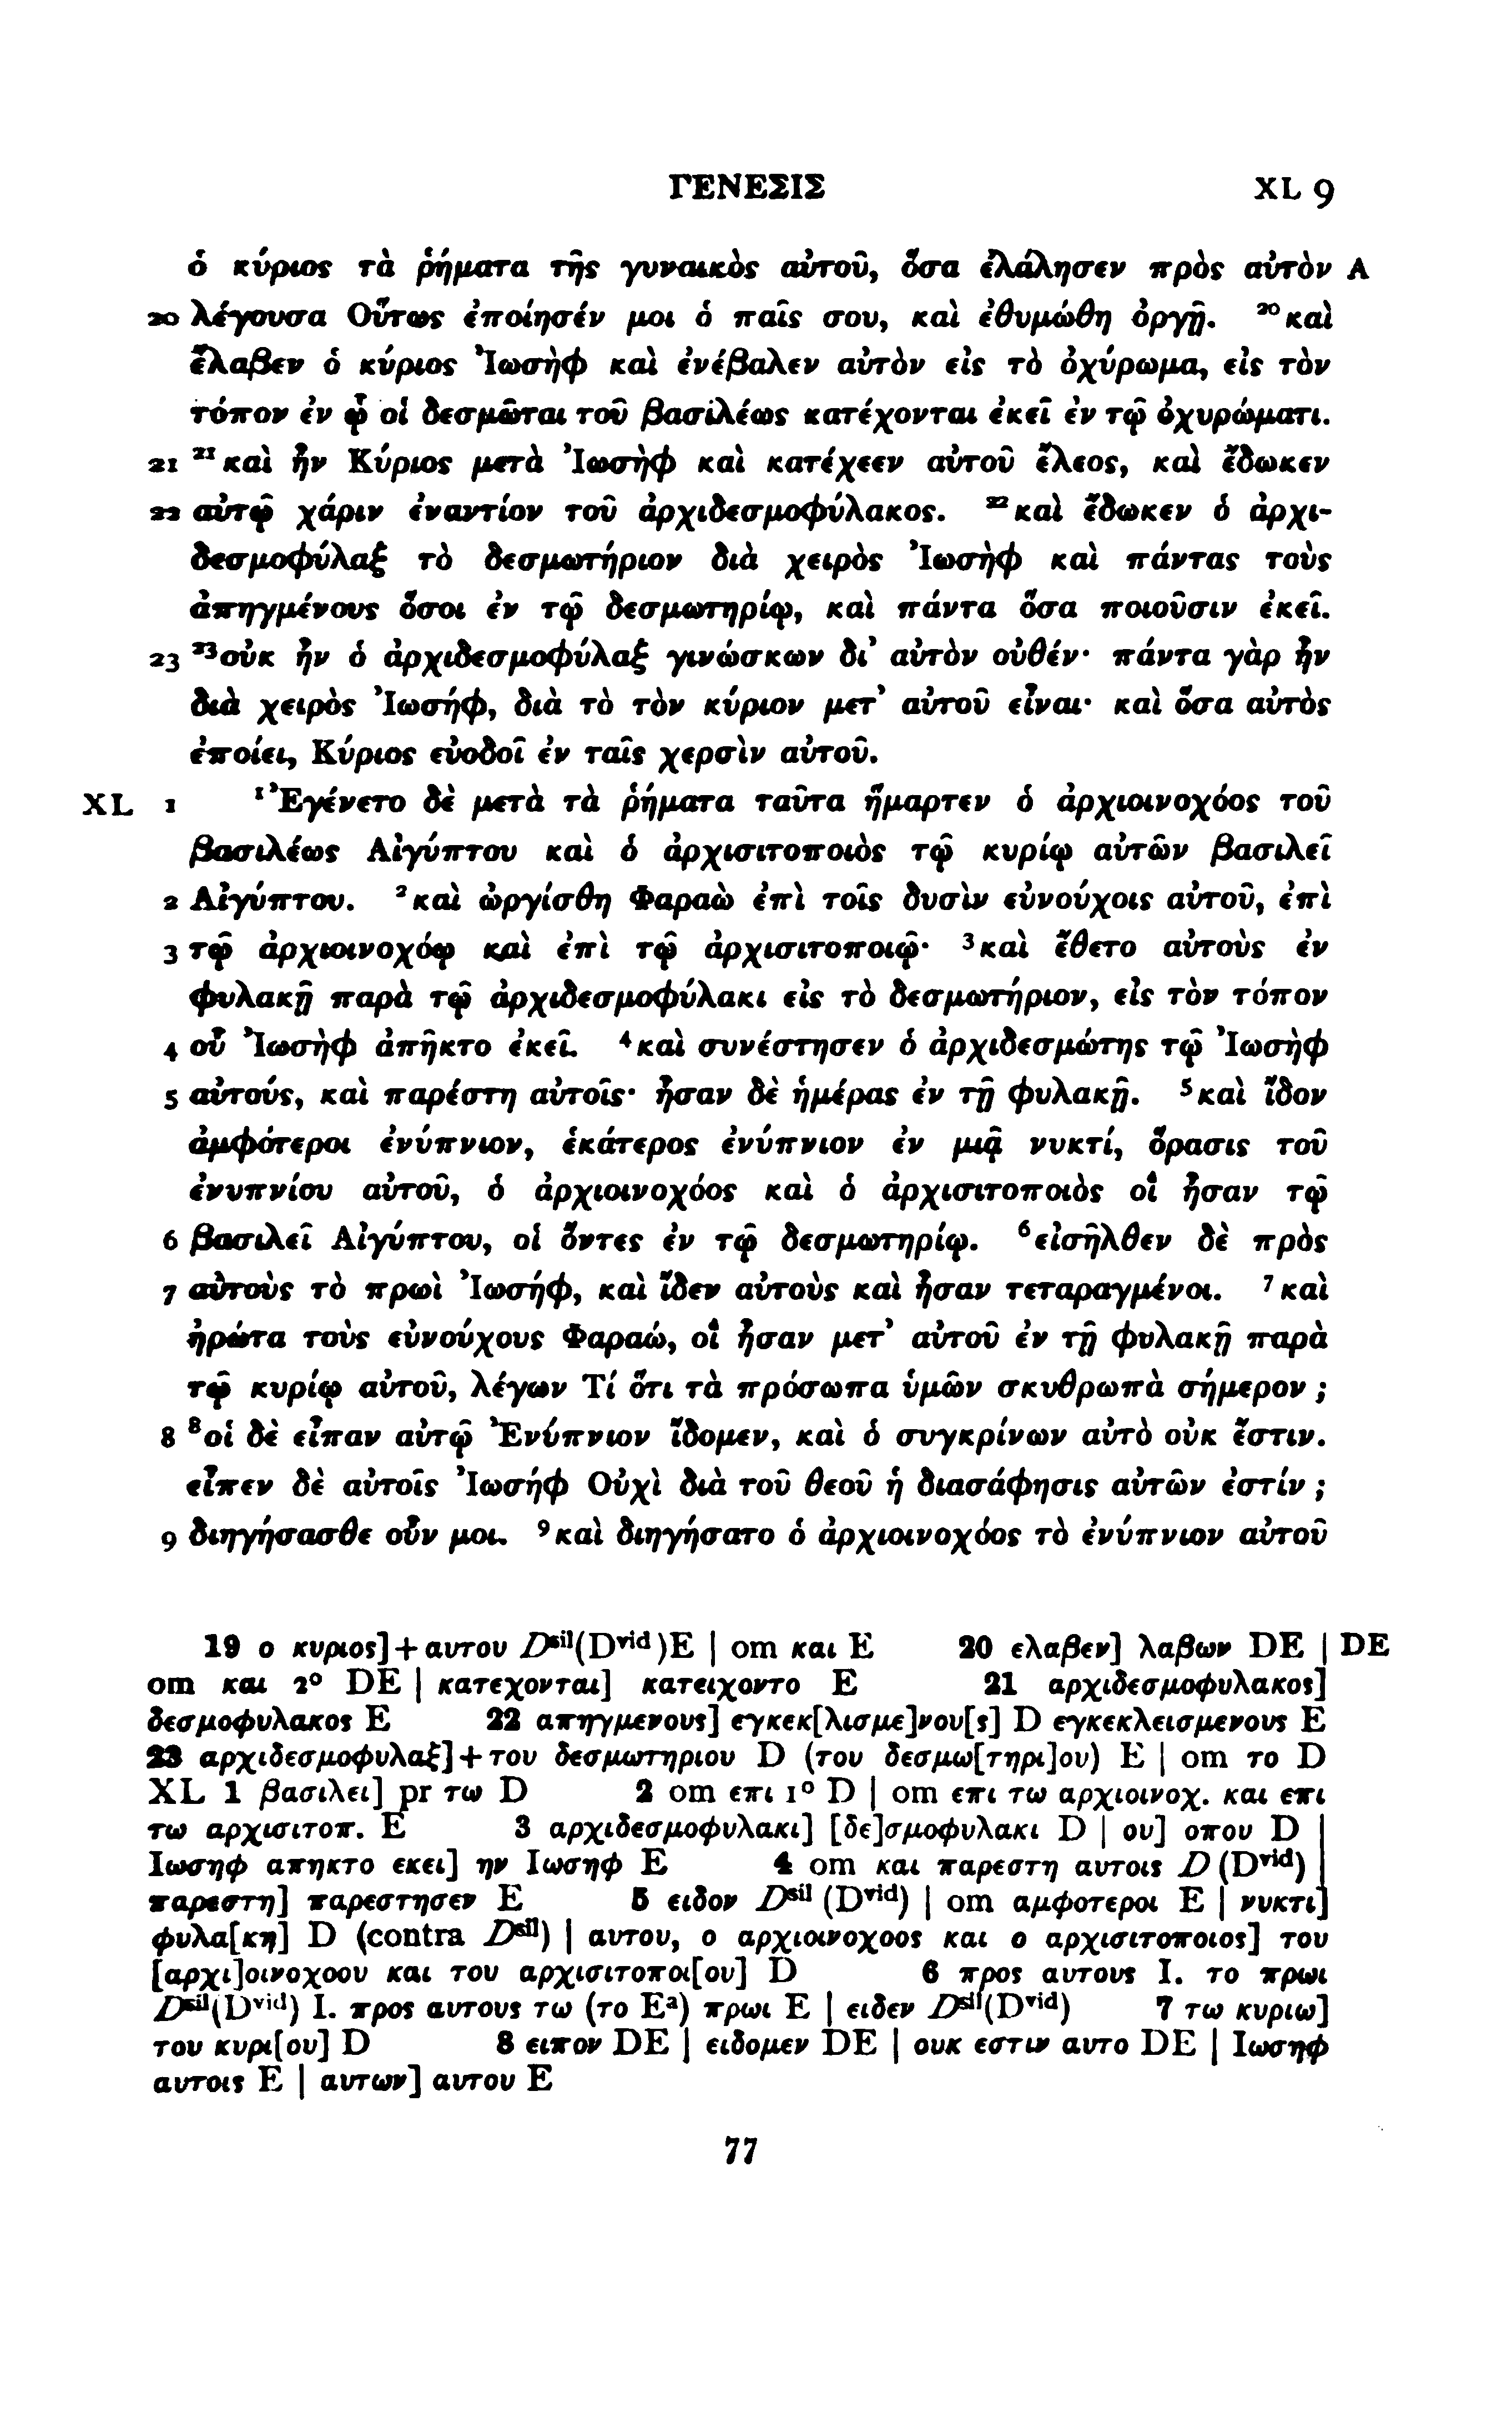 ΓΕΝΕΣΙΣ XL 9
ὁ κύριος τὰ ῥήματα τῆς γυναικὸς αὐτοῦ, ὅσα ἐλάλησεν πρὸς αὐτὸν A
20 λέγουσα Οὕτως ἐποίησέν μοι ὁ παῖς σου, καὶ ἐθυμώθη ὀργῇ. ²⁰καὶ
ἔλαβεν ὁ κύριος Ἰωσὴφ καὶ ἐνέβαλεν αὐτὸν εἰς τὸ ὀχύρωμα, εἰς τὸν
τόπον ἐν ᾧ οἱ δεσμῶται τοῦ βασιλέως κατέχονται ἐκεῖ ἐν τῷ ὀχυρώματι.
21 ²¹καὶ ἦν Κύριος μετὰ Ἰωσὴφ καὶ κατέχεεν αὐτοῦ ἔλεος, καὶ ἔδωκεν
22 αὐτῷ χάριν ἐναντίον τοῦ ἀρχιδεσμοφύλακος. ²²καὶ ἔδωκεν ὁ ἀρχι-
δεσμοφύλαξ τὸ δεσμωτήριον διὰ χειρὸς Ἰωσὴφ καὶ πάντας τοὺς
ἀπηγμένους ὅσοι ἐν τῷ δεσμωτηρίῳ, καὶ πάντα ὅσα ποιοῦσιν ἐκεῖ.
23 ²³οὐκ ἦν ὁ ἀρχιδεσμοφύλαξ γινώσκων δι᾽ αὐτὸν οὐθέν· πάντα γὰρ ἦν
διὰ χειρὸς Ἰωσήφ, διὰ τὸ τὸν κύριον μετ᾽ αὐτοῦ εἶναι· καὶ ὅσα αὐτὸς
ἐποίει, Κύριος εὐοδοῖ ἐν ταῖς χερσὶν αὐτοῦ.
XL 1 ¹Ἐγένετο δὲ μετὰ τὰ ῥήματα ταῦτα ἥμαρτεν ὁ ἀρχιοινοχόος τοῦ
βασιλέως Αἰγύπτου καὶ ὁ ἀρχισιτοποιὸς τῷ κυρίῳ αὐτῶν βασιλεῖ
2 Αἰγύπτου. ²καὶ ὠργίσθη Φαραὼ ἐπὶ τοῖς δυσὶν εὐνούχοις αὐτοῦ, ἐπὶ
3 τῷ ἀρχιοινοχόῳ καὶ ἐπὶ τῷ ἀρχισιτοποιῷ· ³καὶ ἔθετο αὐτοὺς ἐν
φυλακῇ παρὰ τῷ ἀρχιδεσμοφύλακι εἰς τὸ δεσμωτήριον, εἰς τὸν τόπον
4 οὗ Ἰωσὴφ ἀπῆκτο ἐκεῖ. ⁴καὶ συνέστησεν ὁ ἀρχιδεσμώτης τῷ Ἰωσὴφ
5 αὐτούς, καὶ παρέστη αὐτοῖς· ἦσαν δὲ ἡμέρας ἐν τῇ φυλακῇ. ⁵καὶ ἴδον
ἀμφότεροι ἐνύπνιον, ἑκάτερος ἐνύπνιον ἐν μιᾷ νυκτί, ὅρασις τοῦ
ἐνυπνίου αὐτοῦ, ὁ ἀρχιοινοχόος καὶ ὁ ἀρχισιτοποιὸς οἳ ἦσαν τῷ
6 βασιλεῖ Αἰγύπτου, οἱ ὄντες ἐν τῷ δεσμωτηρίῳ. ⁶εἰσῆλθεν δὲ πρὸς
7 αὐτοὺς τὸ πρωὶ Ἰωσήφ, καὶ ἴδεν αὐτοὺς καὶ ἦσαν τεταραγμένοι. ⁷καὶ
ἠρώτα τοὺς εὐνούχους Φαραώ, οἳ ἦσαν μετ᾽ αὐτοῦ ἐν τῇ φυλακῇ παρὰ
τῷ κυρίῳ αὐτοῦ, λέγων Τί ὅτι τὰ πρόσωπα ὑμῶν σκυθρωπὰ σήμερον ;
8 ⁸οἱ δὲ εἶπαν αὐτῷ Ἐνύπνιον ἴδομεν, καὶ ὁ συγκρίνων αὐτὸ οὐκ ἔστιν.
εἶπεν δὲ αὐτοῖς Ἰωσήφ Οὐχὶ διὰ τοῦ θεοῦ ἡ διασάφησις αὐτῶν ἐστίν ;
9 διηγήσασθε οὖν μοι. ⁹καὶ διηγήσατο ὁ ἀρχιοινοχόος τὸ ἐνύπνιον αὐτοῦ
19 ο κυριος]+αυτου Dˢⁱˡ(Dᵛⁱᵈ)E | om και E 20 ελαβεν] λαβων DE | DE
om και 2° DE | κατεχονται] κατειχοντο E 21 αρχιδεσμοφυλακος]
δεσμοφυλακος E 22 απηγμενους] εγκεκ[λισμε]νου[ς] D εγκεκλεισμενους E
23 αρχιδεσμοφυλαξ]+του δεσμωτηριου D (του δεσμω[τηρι]ου) E | om το D
XL 1 βασιλει] pr τω D 2 om επι 1° D | om επι τω αρχιοινοχ. και επι
τω αρχισιτοπ. E 3 αρχιδεσμοφυλακι] [δε]σμοφυλακι D | ου] οπου D |
Ιωσηφ απηκτο εκει] ην Ιωσηφ E 4 om και παρεστη αυτοις D (Dᵛⁱᵈ) |
παρεστη] παρεστησεν E 5 ειδον Dˢⁱˡ (Dᵛⁱᵈ) | om αμφοτεροι E | νυκτι]
φυλα[κη] D (contra Dˢⁱˡ) | αυτου, ο αρχιοινοχοος και ο αρχισιτοποιος] του
[αρχι]οινοχοου και του αρχισιτοποι[ου] D 6 προς αυτους Ι. το πρωι
Dˢⁱˡ(Dᵛⁱᵈ) Ι. προς αυτους τω (το Eᵃ) πρωι E | ειδεν Dˢⁱˡ(Dᵛⁱᵈ) 7 τω κυριω]
του κυρι[ου] D 8 ειπον DE | ειδομεν DE | ουκ εστιν αυτο DE | Ιωσηφ
αυτοις E | αυτων] αυτου E
77